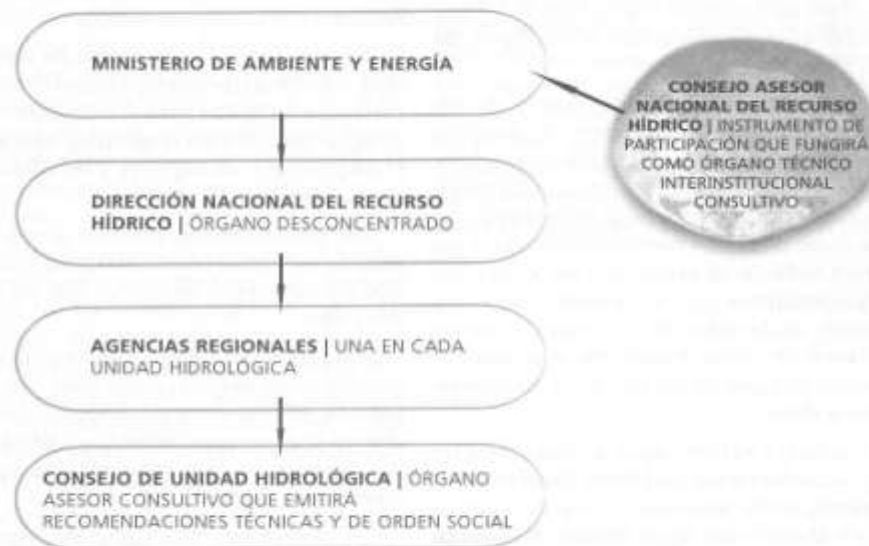 MINISTERIO DE AMBIENTE Y ENERGÍA
CONSEJO ASESOR
NACIONAL DEL RECURSO
HÍDRICO | INSTRUMENTO DE
PARTICIPACIÓN QUE FUNGIRÁ
COMO ÓRGANO TÉCNICO
INTERINSTITUCIONAL
CONSULTIVO
DIRECCIÓN NACIONAL DEL RECURSO
HÍDRICO | ÓRGANO DESCONCENTRADO
AGENCIAS REGIONALES | UNA EN CADA
UNIDAD HIDROLÓGICA
CONSEJO DE UNIDAD HIDROLÓGICA | ÓRGANO
ASESOR CONSULTIVO QUE EMITIRÁ
RECOMENDACIONES TÉCNICAS Y DE ORDEN SOCIAL